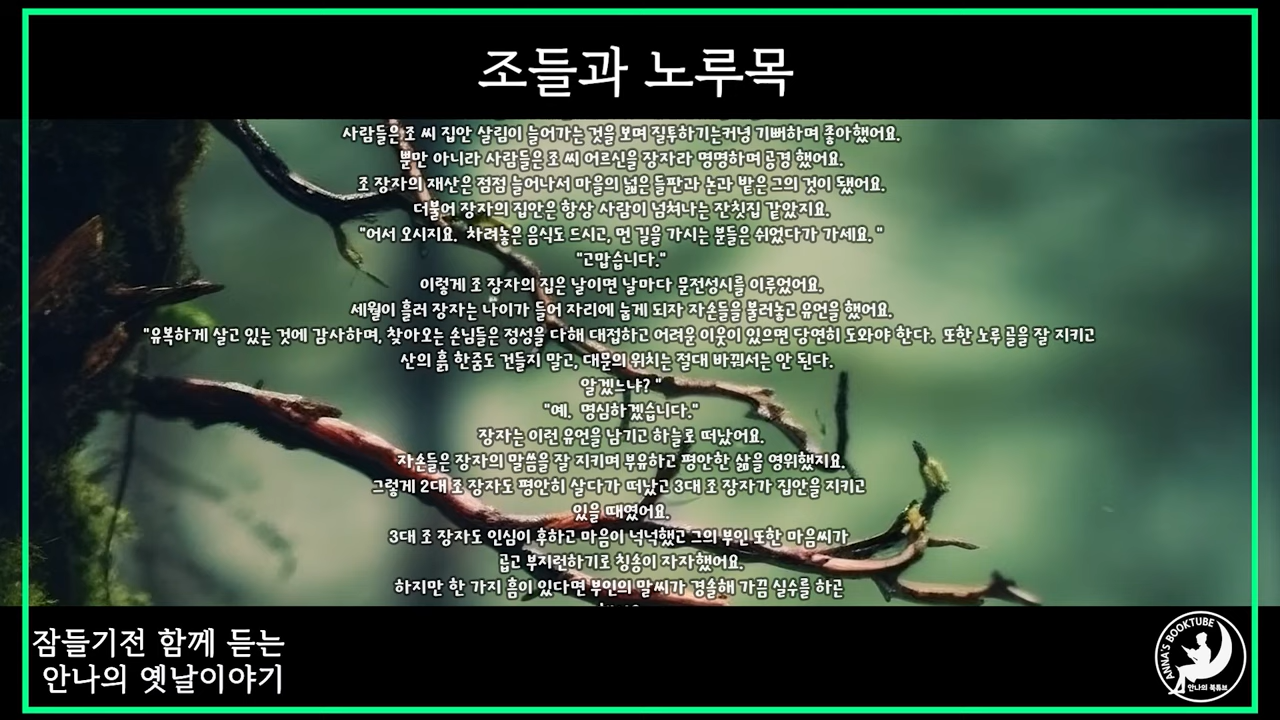 조들과 노루목
사람들은 조 씨 집안 살림이 늘어가는 것을 보며 질투하기는커녕 기뻐하며 좋아했어요.
뿐만 아니라 사람들은 조 씨 어르신을 장자라 명명하며 공경 했어요.
조 장자의 재산은 점점 늘어나서 마을의 넓은 들판과 논과 밭은 그의 것이 됐어요.
더불어 장자의 집안은 항상 사람이 넘쳐나는 잔칫집 같았지요.
"어서 오시지요. 차려놓은 음식도 드시고, 먼 길을 가시는 분들은 쉬었다가 가세요. "
"고맙습니다."
이렇게 조 장자의 집은 날이면 날마다 문전성시를 이루었어요.
세월이 흘러 장자는 나이가 들어 자리에 눕게 되자 자손들을 불러놓고 유언을 했어요.
"유복하게 살고 있는 것에 감사하며, 찾아오는 손님들은 정성을 다해 대접하고 어려운 이웃이 있으면 당연히 도와야 한다. 또한 노루 골을 잘 지키고
산의 흙 한줌도 건들지 말고, 대문의 위치는 절대 바꿔서는 안 된다.
알겠느냐? "
"예. 명심하겠습니다."
장자는 이런 유언을 남기고 하늘로 떠났어요.
자손들은 장자의 말씀을 잘 지키며 부유하고 평안한 삶을 영위했지요.
그렇게 2대 조 장자도 평안히 살다가 떠났고 3대 조 장자가 집안을 지키고
있을 때였어요.
3대 조 장자도 인심이 후하고 마음이 넉넉했고 그의 부인 또한 마음씨가
곱고 부지런하기로 칭송이 자자했어요.
하지만 한 가지 흠이 있다면 부인의 말씨가 경솔해 가끔 실수를 하곤
잠들기전 함께 듣는
안나의 옛날이야기
ANNA'S BOOKTUBE
안나의 북튜브